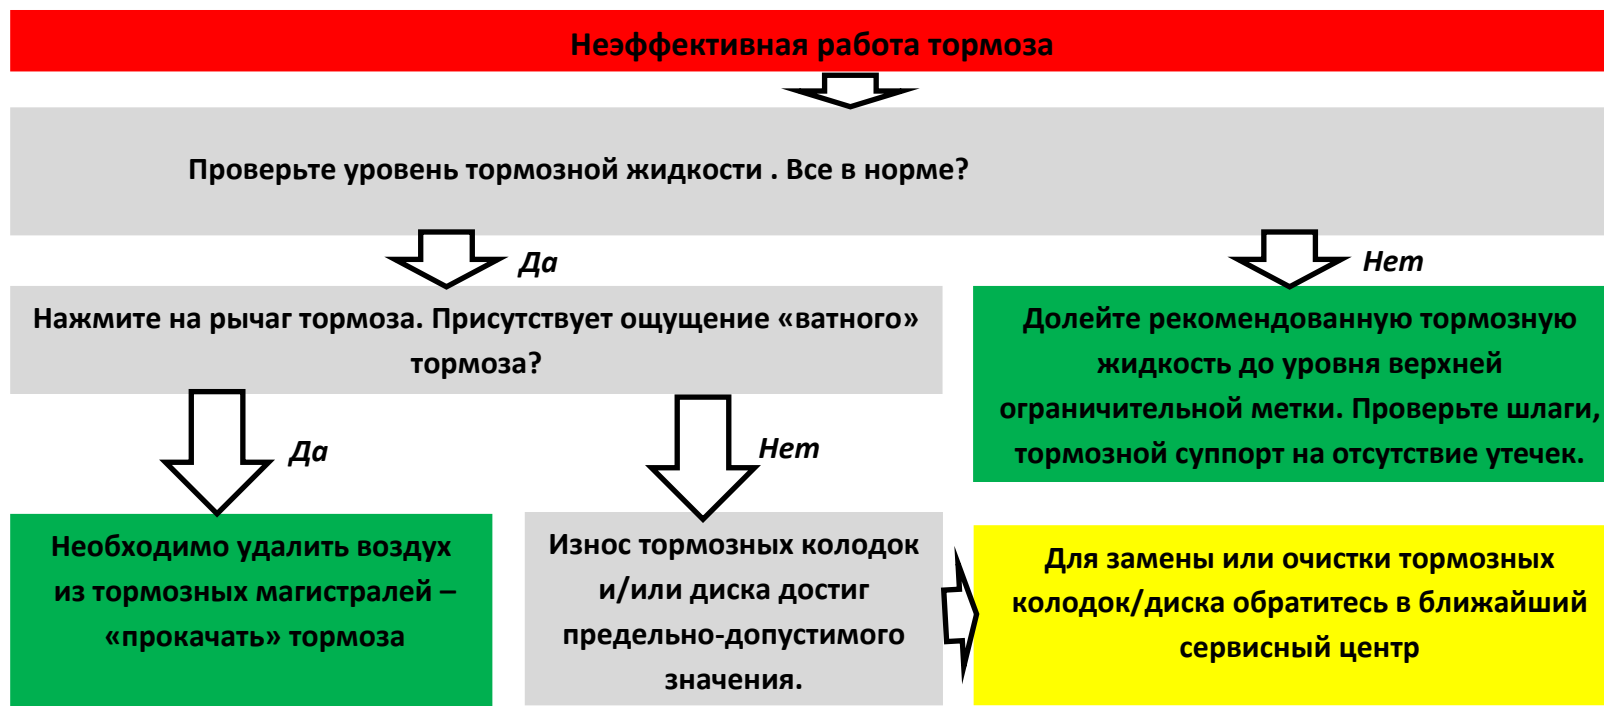 Неэффективная работа тормоза
Проверьте уровень тормозной жидкости . Все в норме?
Да
Нет
Нажмите на рычаг тормоза. Присутствует ощущение «ватного»
тормоза?
Долейте рекомендованную тормозную
жидкость до уровня верхней
ограничительной метки. Проверьте шлаги,
тормозной суппорт на отсутствие утечек.
Да
Нет
Необходимо удалить воздух
из тормозных магистралей –
«прокачать» тормоза
Износ тормозных колодок
и/или диска достиг
предельно-допустимого
значения.
Для замены или очистки тормозных
колодок/диска обратитесь в ближайший
сервисный центр